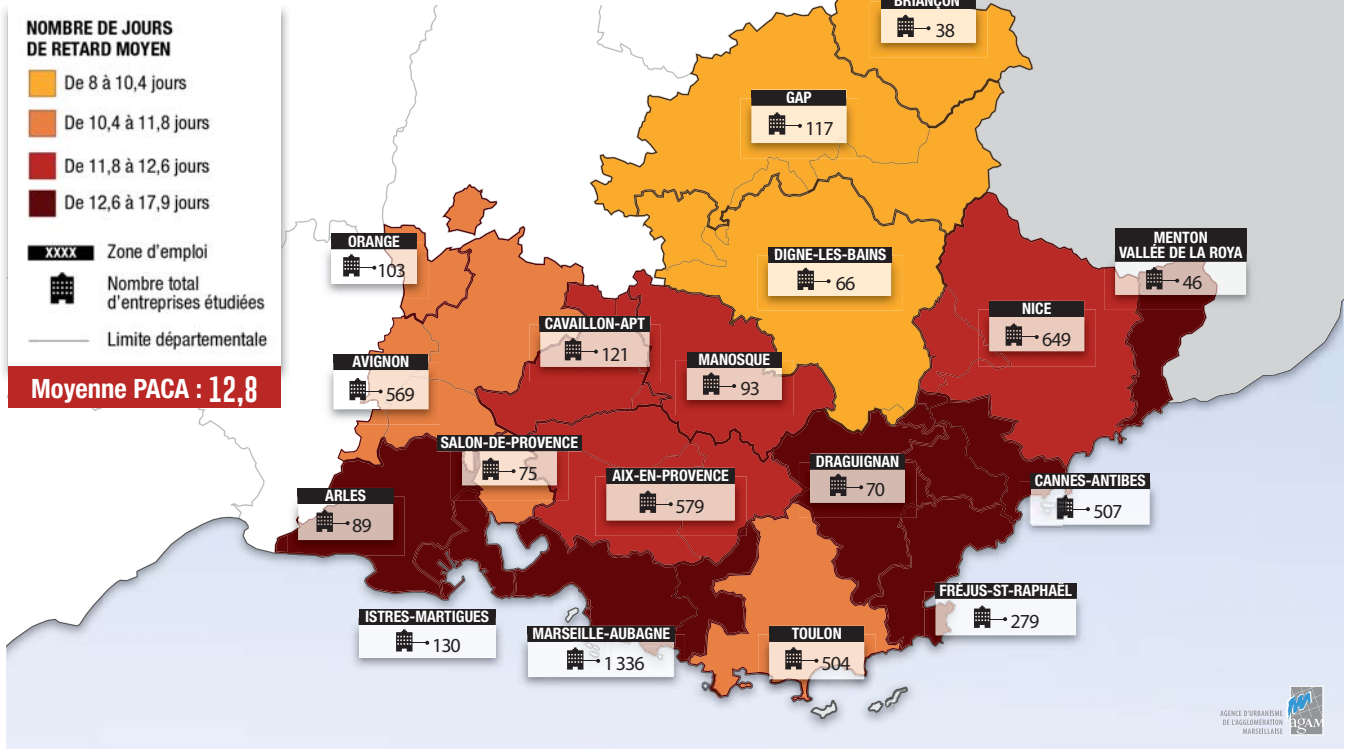 NOMBRE DE JOURS
DE RETARD MOYEN
De 8 à 10,4 jours
De 10,4 à 11,8 jours
De 11,8 à 12,6 jours
De 12,6 à 17,9 jours
XXXX Zone d'emploi
Nombre total
d'entreprises étudiées
Limite départementale
Moyenne PACA : 12,8
BRIANÇON
38
GAP
117
ORANGE
103
DIGNE-LES-BAINS
66
MENTON
VALLÉE DE LA ROYA
46
NICE
649
CAVAILLON-APT
121
MANOSQUE
93
AVIGNON
569
SALON-DE-PROVENCE
75
AIX-EN-PROVENCE
579
DRAGUIGNAN
70
CANNES-ANTIBES
507
ARLES
89
FRÉJUS-ST-RAPHAËL
279
ISTRES-MARTIGUES
130
MARSEILLE-AUBAGNE
1 336
TOULON
504
AGENCE D'URBANISME
DE L'AGGLOMÉRATION
MARSEILLAISE
agAM